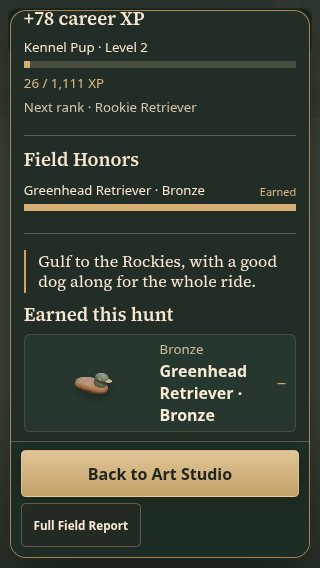 +78 career XP
Kennel Pup · Level 2
26 / 1,111 XP
Next rank · Rookie Retriever
Field Honors
Greenhead Retriever · Bronze
Earned
Gulf to the Rockies, with a good
dog along for the whole ride.
Earned this hunt
Bronze
Greenhead
Retriever ·
Bronze
–
Back to Art Studio
Full Field Report